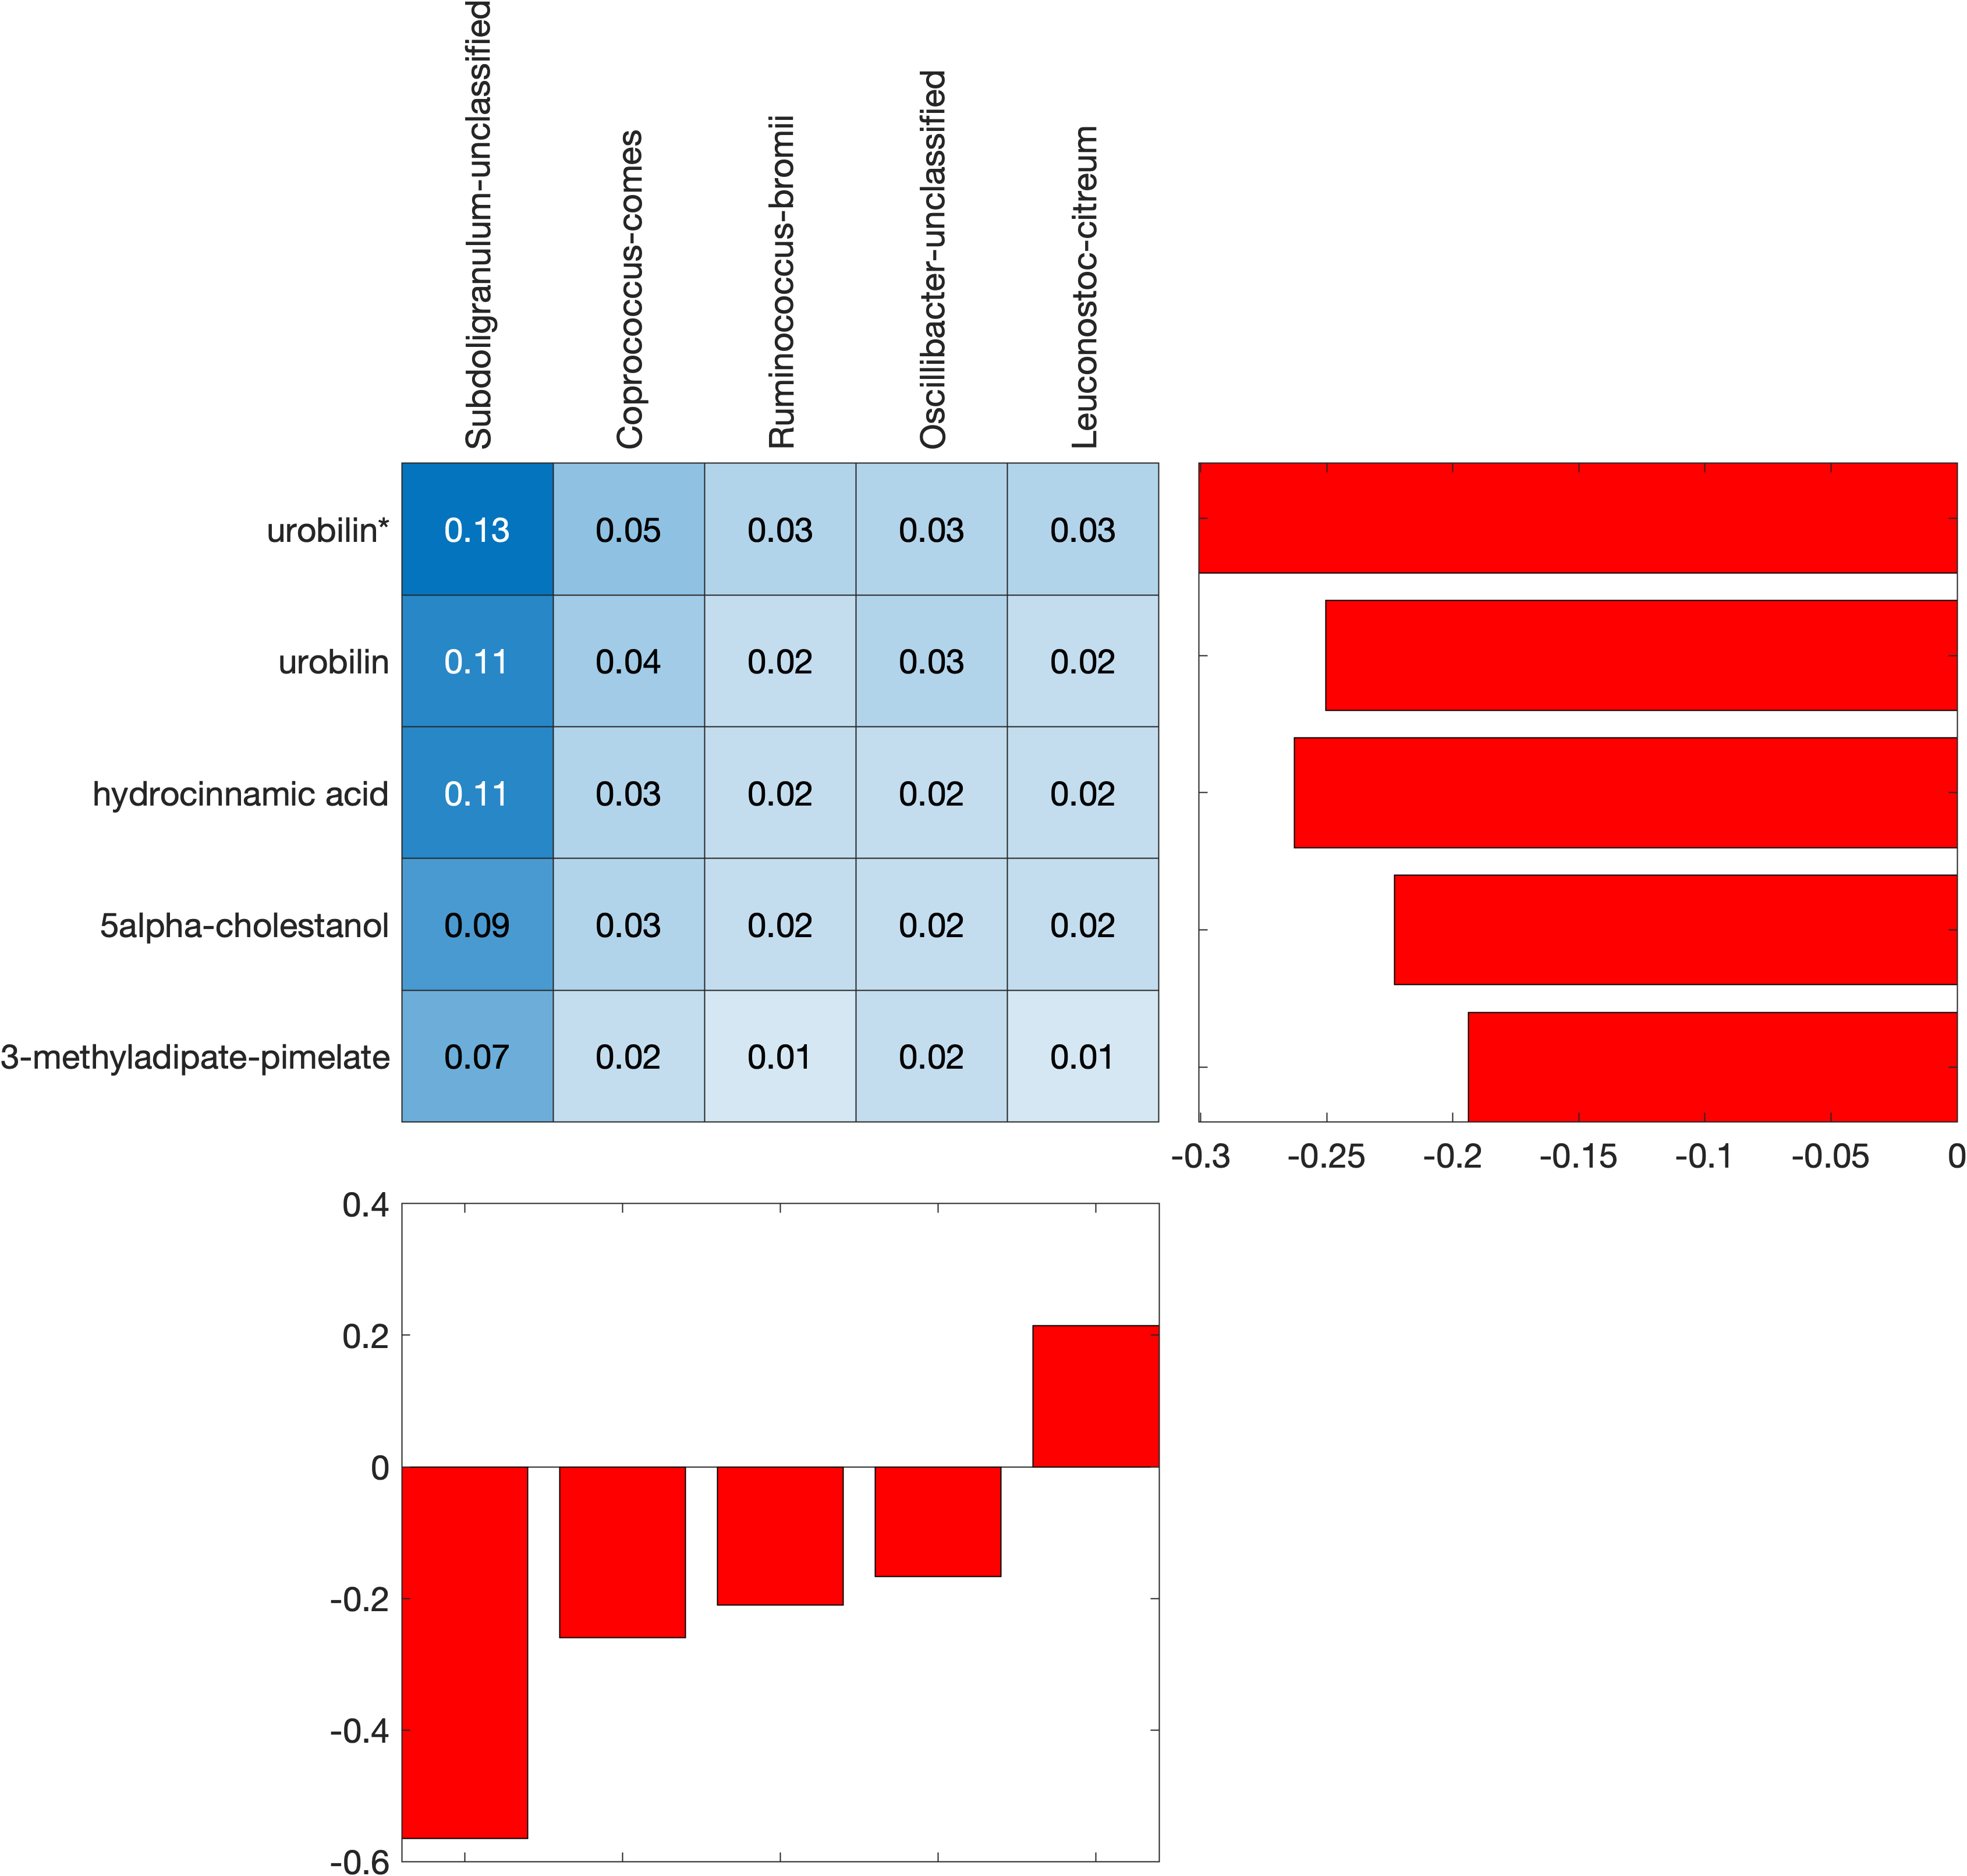 Subdoligranulum-unclassified
Coprococcus-comes
Ruminococcus-bromii
Oscillibacter-unclassified
Leuconostoc-citreum
urobilin* 0.13 0.05 0.03 0.03 0.03
urobilin 0.11 0.04 0.02 0.03 0.02
hydrocinnamic acid 0.11 0.03 0.02 0.02 0.02
5alpha-cholestanol 0.09 0.03 0.02 0.02 0.02
3-methyladipate-pimelate 0.07 0.02 0.01 0.02 0.01
-0.3 -0.25 -0.2 -0.15 -0.1 -0.05 0
0.4
0.2
0
-0.2
-0.4
-0.6